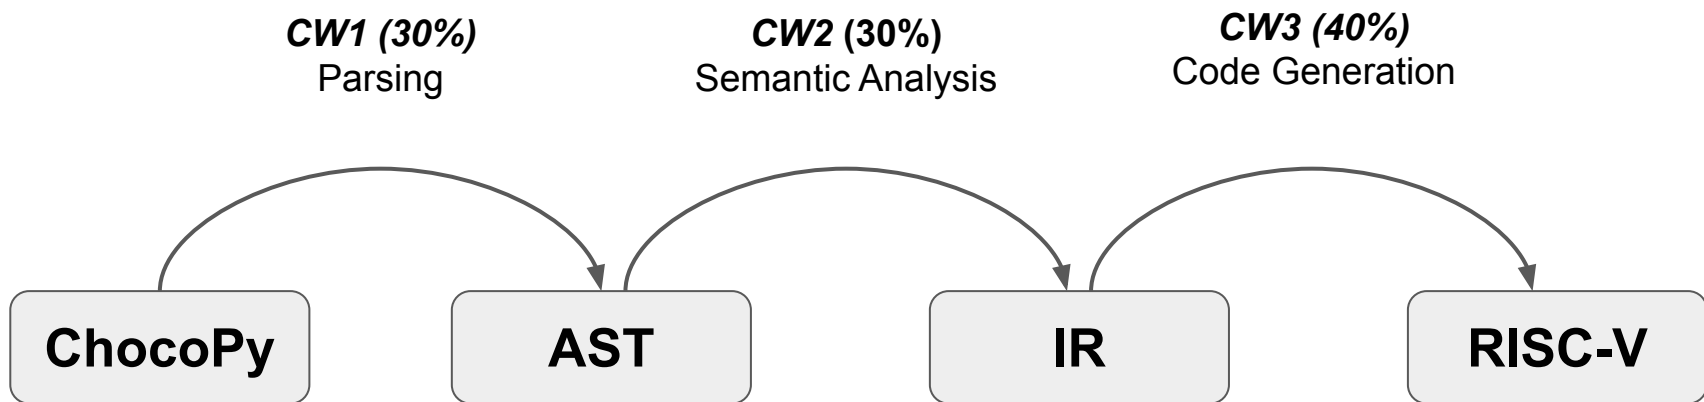 CW1 (30%)
Parsing
CW2 (30%)
Semantic Analysis
CW3 (40%)
Code Generation
ChocoPy
AST
IR
RISC-V